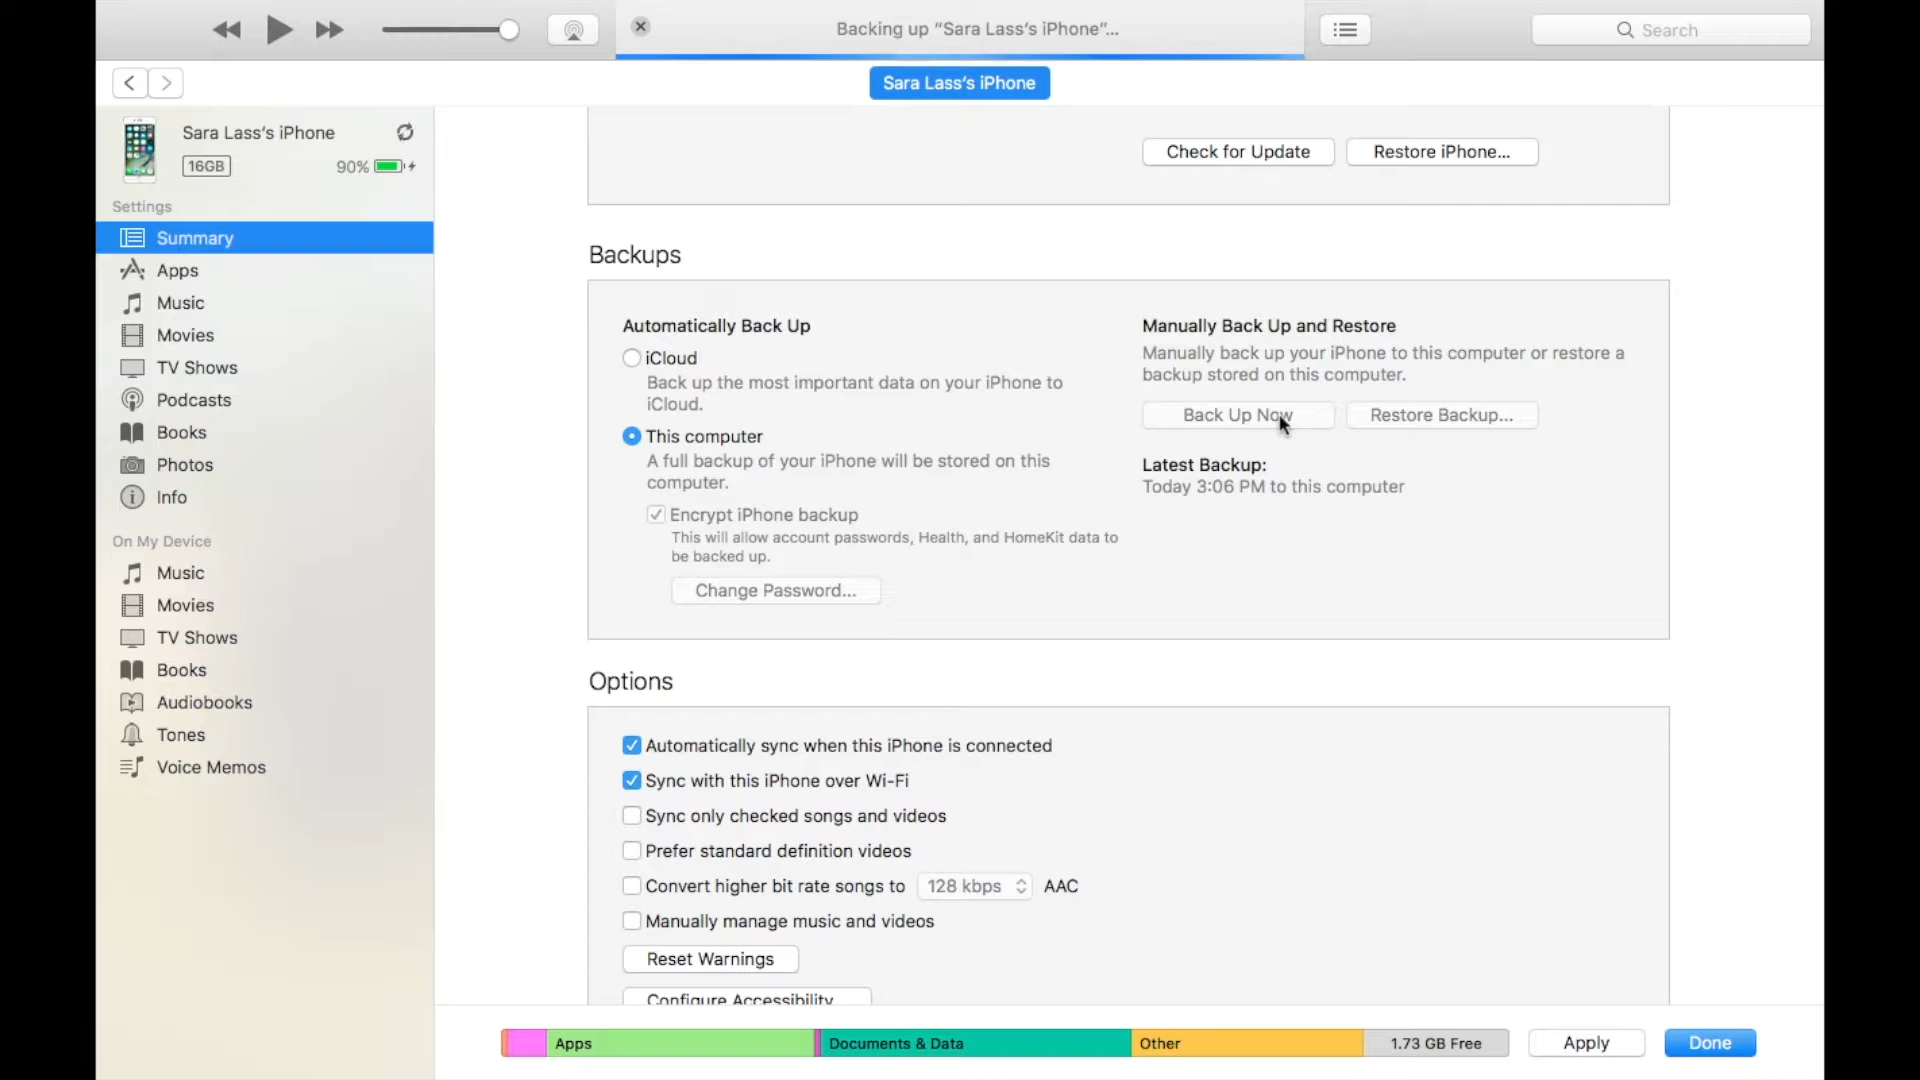 Backing up “Sara Lass’s iPhone”...
Search
Sara Lass’s iPhone
Sara Lass’s iPhone
16GB
90%
Settings
Summary
Apps
Music
Movies
TV Shows
Podcasts
Books
Photos
Info
On My Device
Music
Movies
TV Shows
Books
Audiobooks
Tones
Voice Memos
Check for Update
Restore iPhone...
Backups
Automatically Back Up
iCloud
Back up the most important data on your iPhone to
iCloud.
This computer
A full backup of your iPhone will be stored on this
computer.
Encrypt iPhone backup
This will allow account passwords, Health, and HomeKit data to
be backed up.
Change Password...
Manually Back Up and Restore
Manually back up your iPhone to this computer or restore a
backup stored on this computer.
Back Up Now
Restore Backup...
Latest Backup:
Today 3:06 PM to this computer
Options
Automatically sync when this iPhone is connected
Sync with this iPhone over Wi-Fi
Sync only checked songs and videos
Prefer standard definition videos
Convert higher bit rate songs to 128 kbps AAC
Manually manage music and videos
Reset Warnings
Configure Accessibility
Apps
Documents & Data
Other
1.73 GB Free
Apply
Done